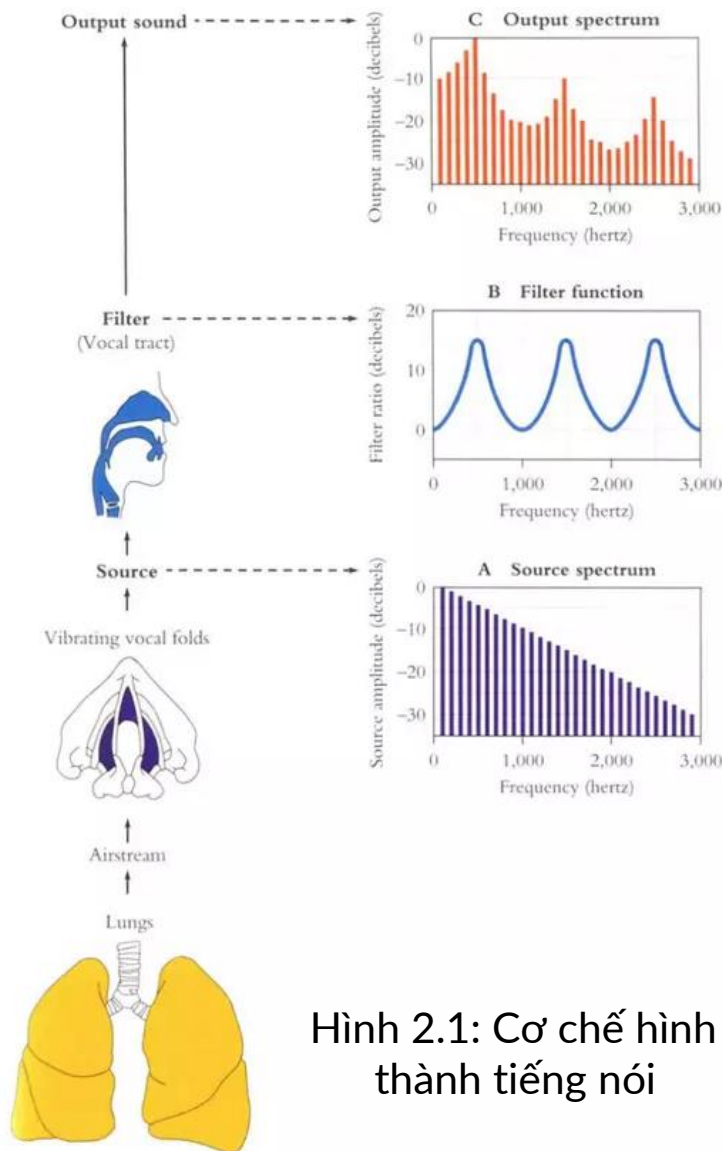 Output sound
C Output spectrum
Output amplitude (decibels)
0
−10
−20
−30
0 1,000 2,000 3,000
Frequency (hertz)
Filter
(Vocal tract)
B Filter function
Filter ratio (decibels)
20
10
0
0 1,000 2,000 3,000
Frequency (hertz)
Source
A Source spectrum
Source amplitude (decibels)
0
−10
−20
−30
0 1,000 2,000 3,000
Frequency (hertz)
Vibrating vocal folds
Airstream
Lungs
Hình 2.1: Cơ chế hình
thành tiếng nói